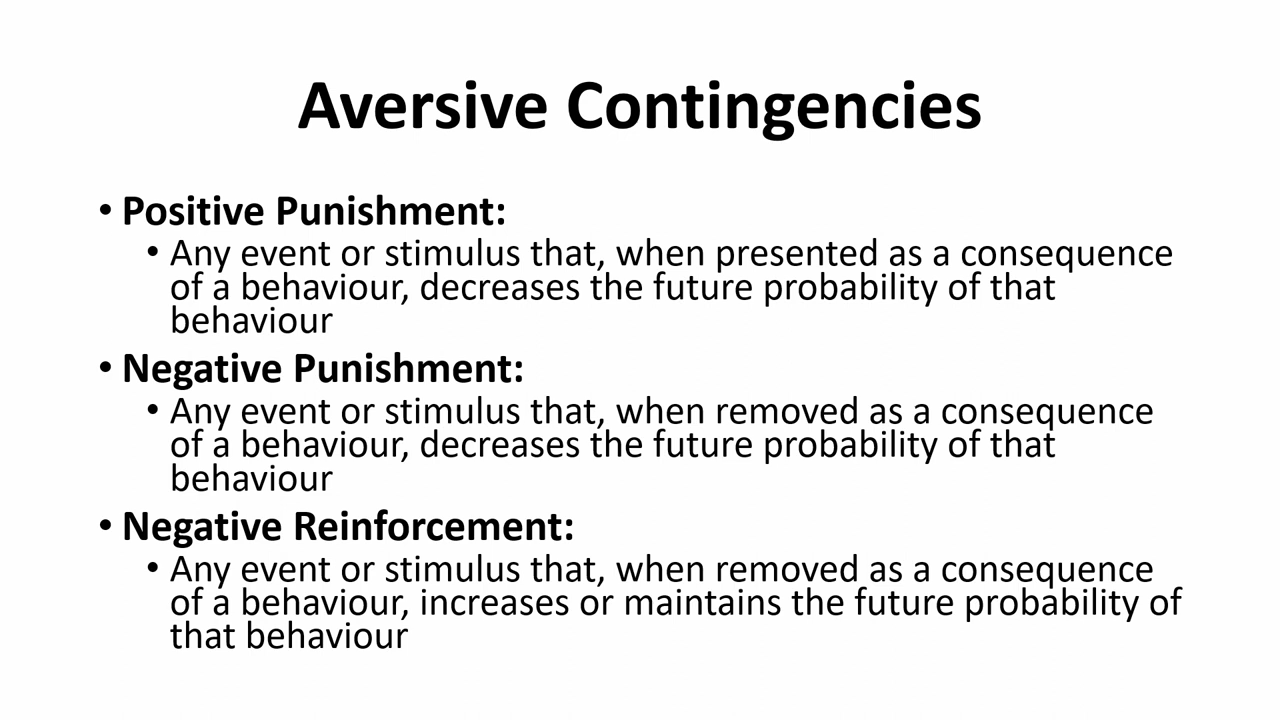 Aversive Contingencies
• Positive Punishment:
• Any event or stimulus that, when presented as a consequence
of a behaviour, decreases the future probability of that
behaviour
• Negative Punishment:
• Any event or stimulus that, when removed as a consequence
of a behaviour, decreases the future probability of that
behaviour
• Negative Reinforcement:
• Any event or stimulus that, when removed as a consequence
of a behaviour, increases or maintains the future probability of
that behaviour